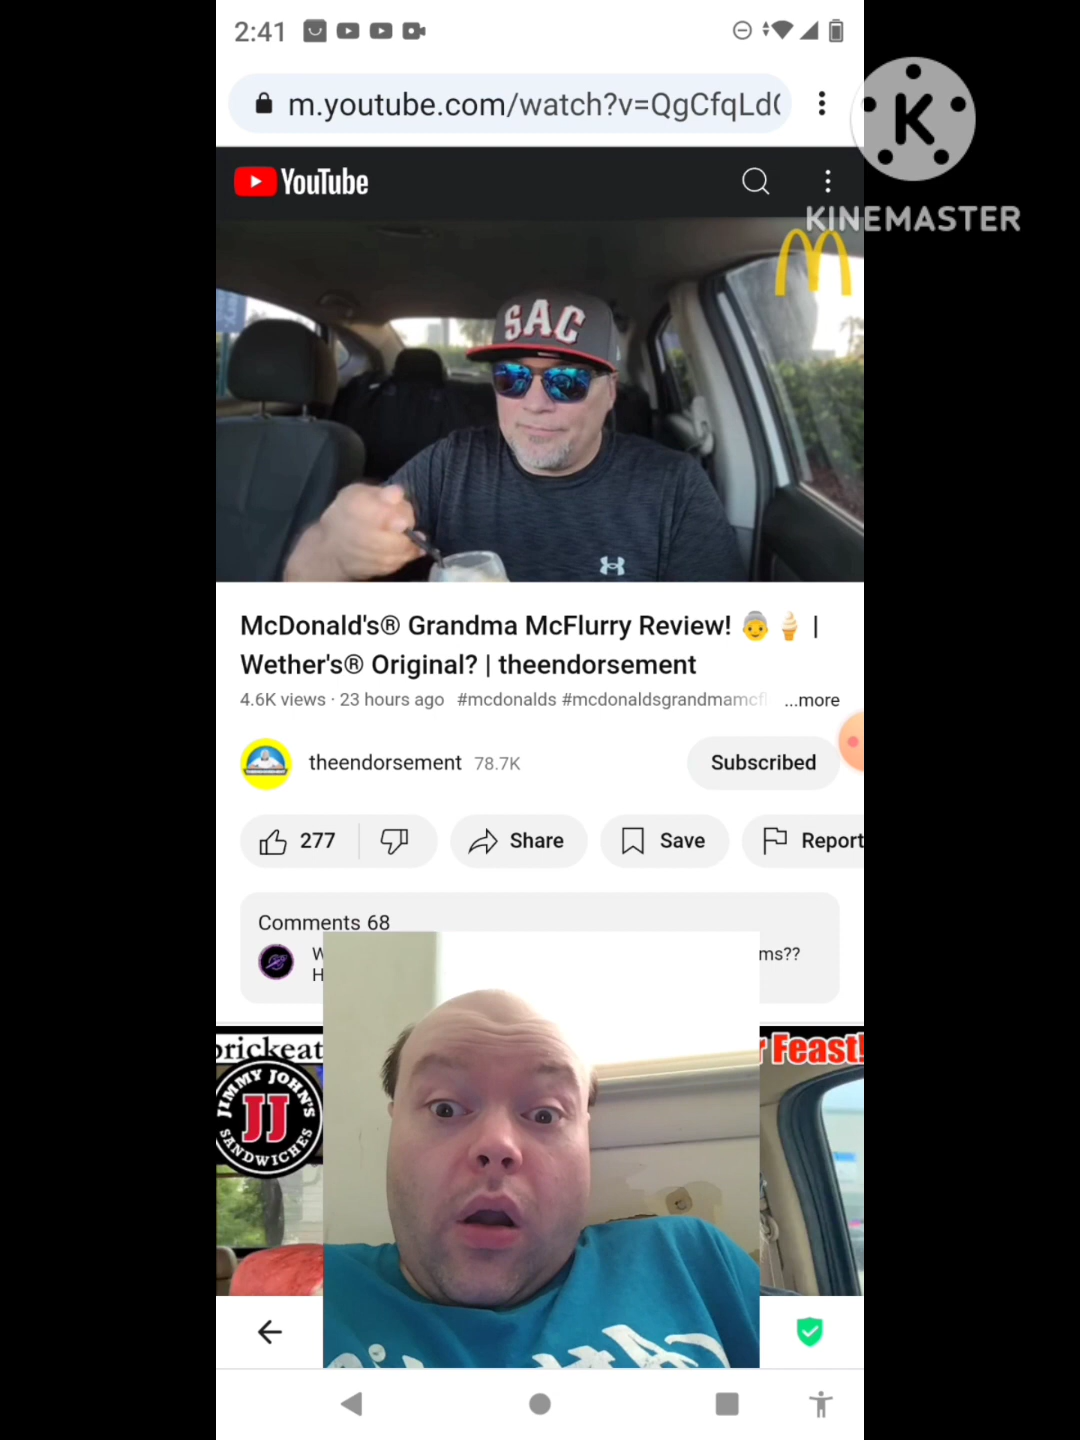 2:41
m.youtube.com/watch?v=QgCfqLd
K
KINEMASTER
YouTube
SAC
McDonald's® Grandma McFlurry Review! 👵🍦 |
Wether's® Original? | theendorsement
4.6K views · 23 hours ago #mcdonalds #mcdonaldsgrandmamcfl ...more
theendorsement 78.7K Subscribed
277 Share Save Report
Comments 68
W ms??
H
rickeat
r Feast!
JIMMY JOHN'S
JJ
SANDWICHES